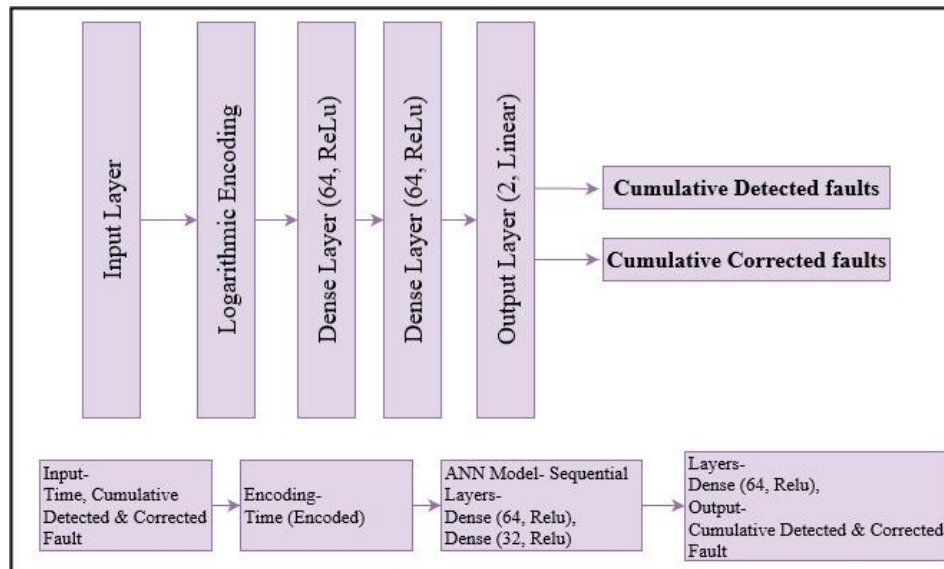 Input Layer
Logarithmic Encoding
Dense Layer (64, ReLu)
Dense Layer (64, ReLu)
Output Layer (2, Linear)
Cumulative Detected faults
Cumulative Corrected faults
Input-
Time, Cumulative
Detected & Corrected
Fault
Encoding-
Time (Encoded)
ANN Model- Sequential
Layers-
Dense (64, Relu),
Dense (32, Relu)
Layers-
Dense (64, Relu),
Output-
Cumulative Detected & Corrected
Fault